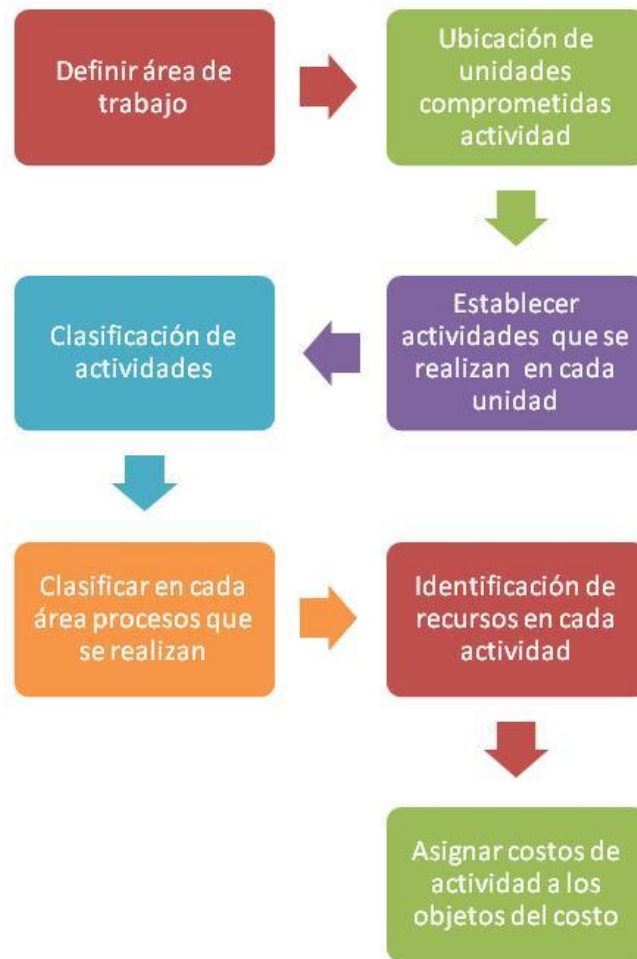 Definir área de
trabajo
Ubicación de
unidades
comprometidas
actividad
Establecer
actividades que se
realizan en cada
unidad
Clasificación de
actividades
Clasificar en cada
área procesos que
se realizan
Identificación de
recursos en cada
actividad
Asignar costos de
actividad a los
objetos del costo